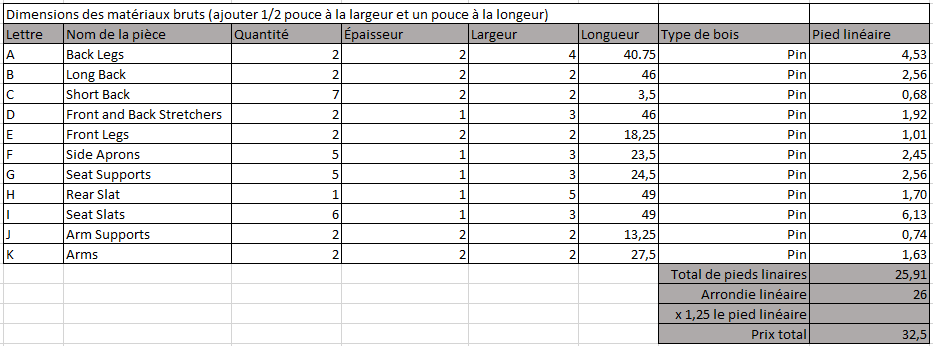 Dimensions des matériaux bruts (ajouter 1/2 pouce à la largeur et un pouce à la longeur)
Lettre Nom de la pièce Quantité Épaisseur Largeur Longueur Type de bois Pied linéaire
A Back Legs 2 2 4 40.75 Pin 4,53
B Long Back 2 2 2 46 Pin 2,56
C Short Back 7 2 2 3,5 Pin 0,68
D Front and Back Stretchers 2 1 3 46 Pin 1,92
E Front Legs 2 2 2 18,25 Pin 1,01
F Side Aprons 5 1 3 23,5 Pin 2,45
G Seat Supports 5 1 3 24,5 Pin 2,56
H Rear Slat 1 1 5 49 Pin 1,70
I Seat Slats 6 1 3 49 Pin 6,13
J Arm Supports 2 2 2 13,25 Pin 0,74
K Arms 2 2 2 27,5 Pin 1,63
Total de pieds linaires 25,91
Arrondie linéaire 26
x 1,25 le pied linéaire
Prix total 32,5